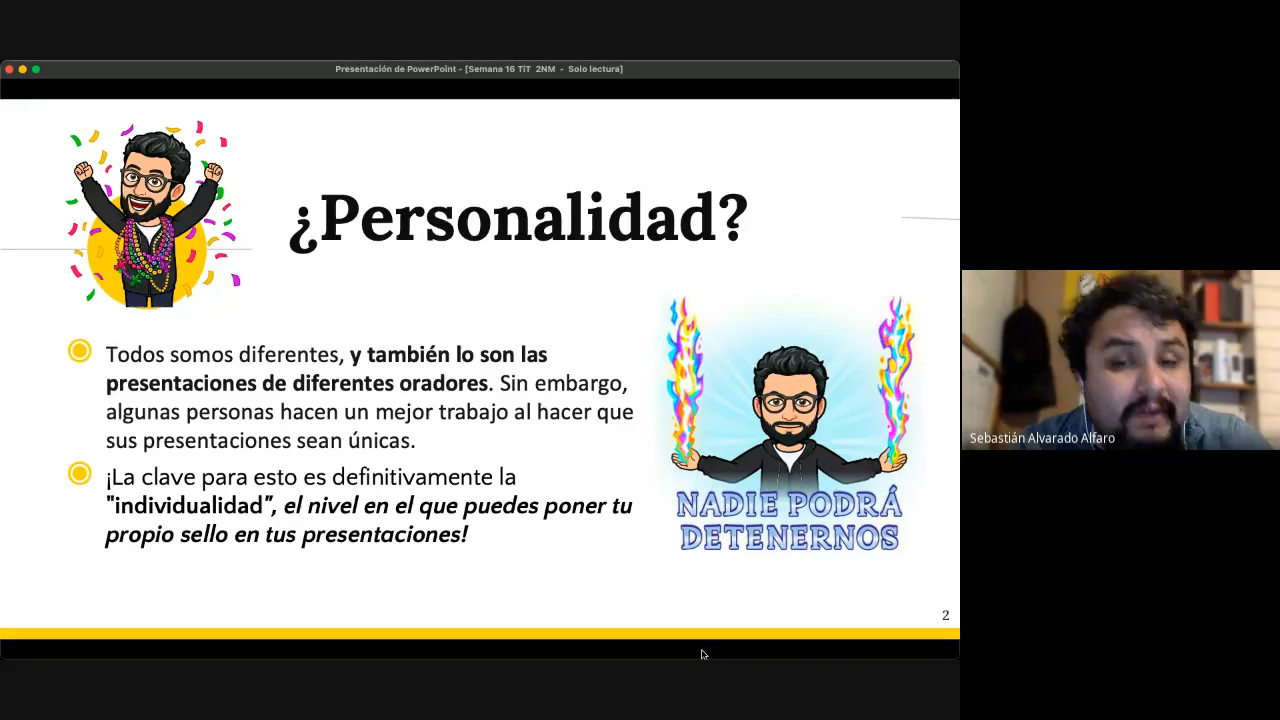 Presentación de PowerPoint - [Semana 16 TiT 2NM - Solo lectura]
¿Personalidad?
Todos somos diferentes, y también lo son las
presentaciones de diferentes oradores. Sin embargo,
algunas personas hacen un mejor trabajo al hacer que
sus presentaciones sean únicas.
¡La clave para esto es definitivamente la
"individualidad", el nivel en el que puedes poner tu
propio sello en tus presentaciones!
NADIE PODRÁ
DETENERNOS
2
Sebastián Alvarado Alfaro